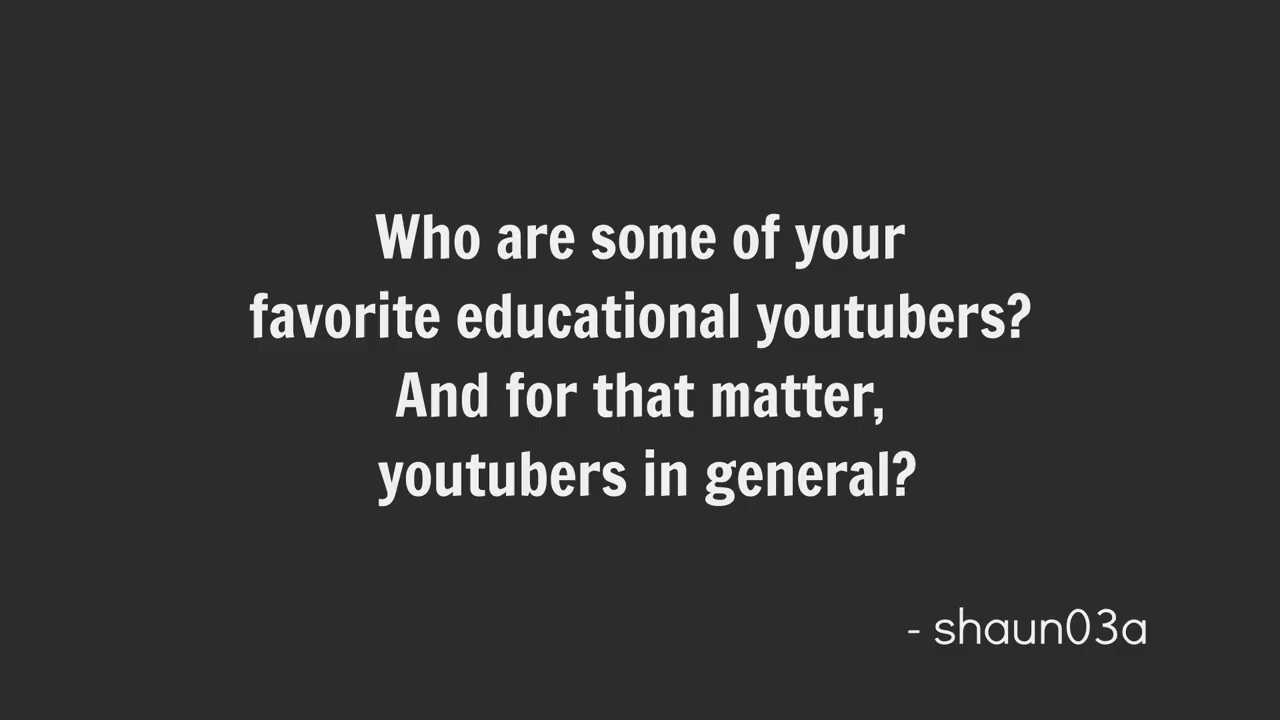 Who are some of your
favorite educational youtubers?
And for that matter,
youtubers in general?
- shaun03a